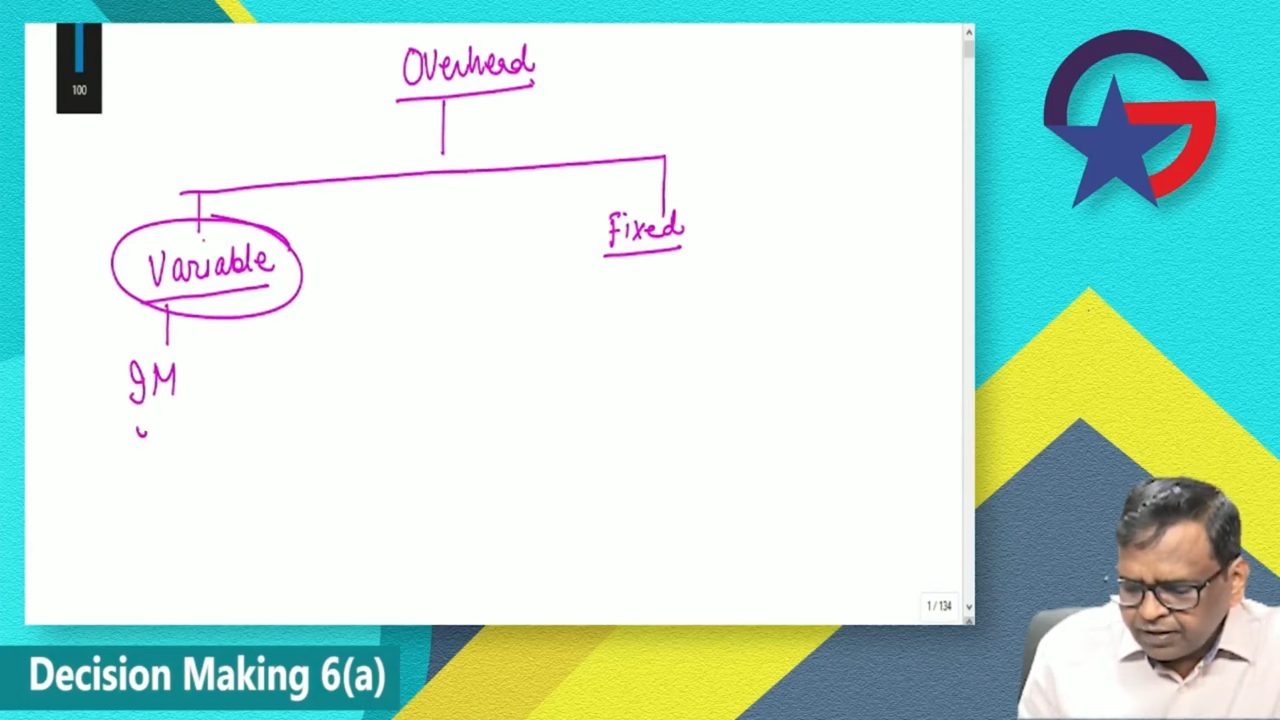 100
Overhead
Variable
Fixed
IM
1 / 134
Decision Making 6(a)